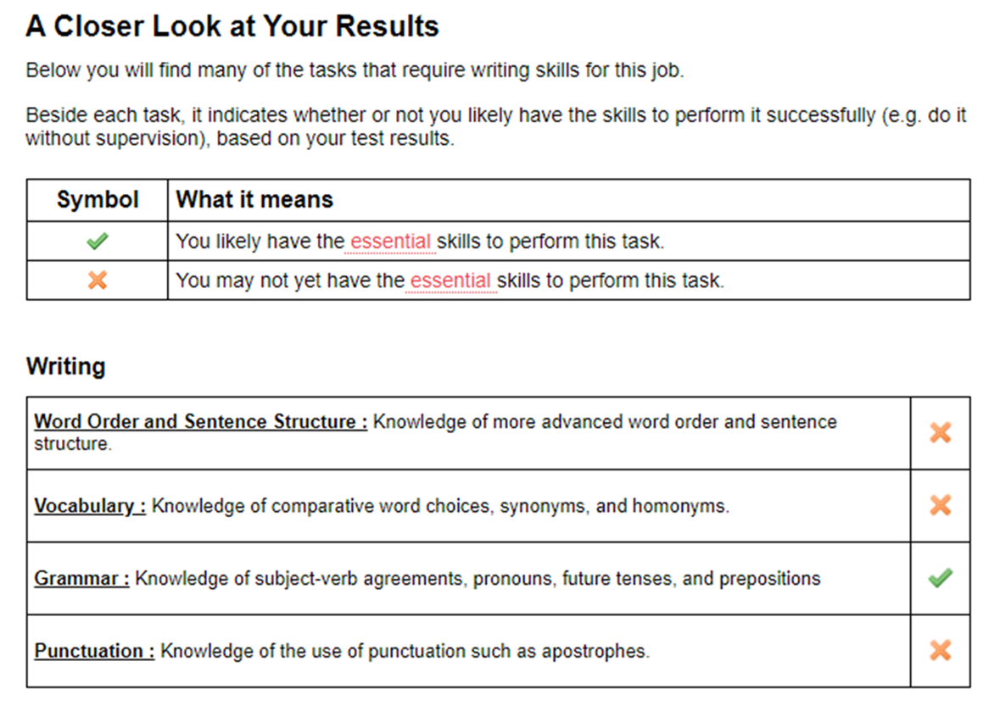 A Closer Look at Your Results
Below you will find many of the tasks that require writing skills for this job.
Beside each task, it indicates whether or not you likely have the skills to perform it successfully (e.g. do it
without supervision), based on your test results.
Symbol What it means
You likely have the essential skills to perform this task.
You may not yet have the essential skills to perform this task.
Writing
Word Order and Sentence Structure : Knowledge of more advanced word order and sentence
structure.
Vocabulary : Knowledge of comparative word choices, synonyms, and homonyms.
Grammar : Knowledge of subject-verb agreements, pronouns, future tenses, and prepositions
Punctuation : Knowledge of the use of punctuation such as apostrophes.